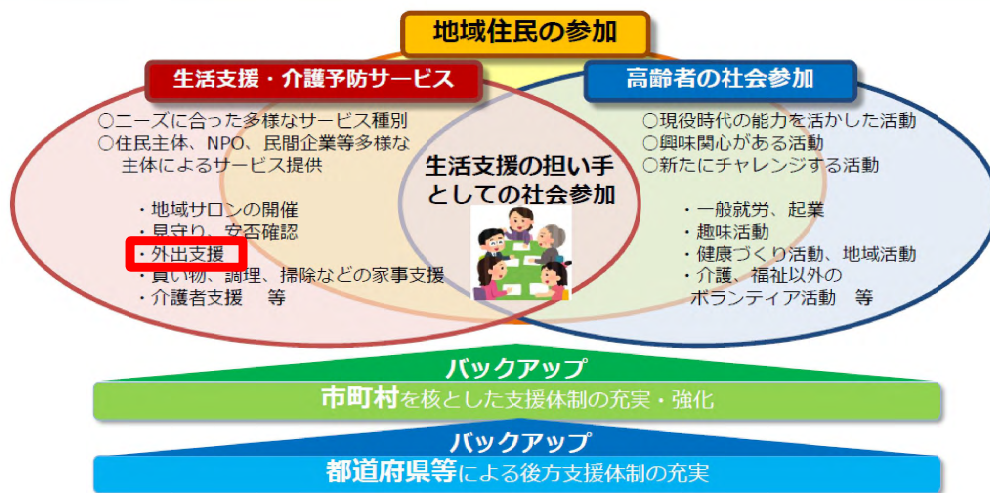 地域住民の参加
生活支援・介護予防サービス
高齢者の社会参加
○ニーズに合った多様なサービス種別
○住民主体、NPO、民間企業等多様な
主体によるサービス提供
・地域サロンの開催
・見守り、安否確認
・外出支援
・買い物、調理、掃除などの家事支援
・介護者支援　等
生活支援の担い手
としての社会参加
○現役時代の能力を活かした活動
○興味関心がある活動
○新たにチャレンジする活動
・一般就労、起業
・趣味活動
・健康づくり活動、地域活動
・介護、福祉以外の
ボランティア活動　等
バックアップ
市町村を核とした支援体制の充実・強化
バックアップ
都道府県等による後方支援体制の充実